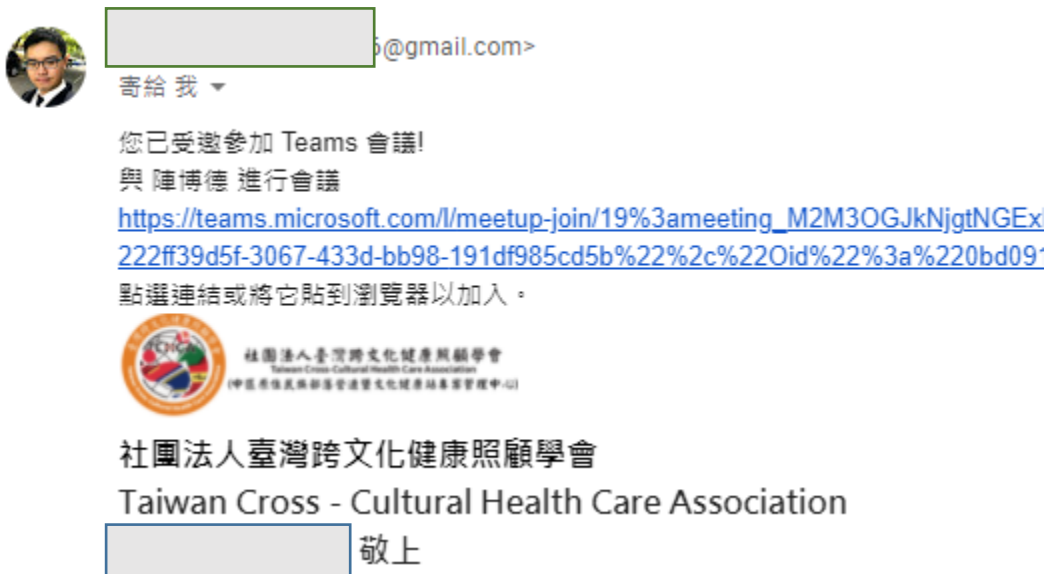 6@gmail.com>
寄給 我
您已受邀參加 Teams 會議!
與 陣博德 進行會議
https://teams.microsoft.com/l/meetup-join/19%3ameeting_M2M3OGJkNjgtNGEx
222ff39d5f-3067-433d-bb98-191df985cd5b%22%2c%22Oid%22%3a%220bd091
點選連結或將它貼到瀏覽器以加入。
社團法人臺灣跨文化健康照顧學會
Taiwan Cross-Cultural Health Care Association
社團法人臺灣跨文化健康照顧學會
Taiwan Cross - Cultural Health Care Association
敬上